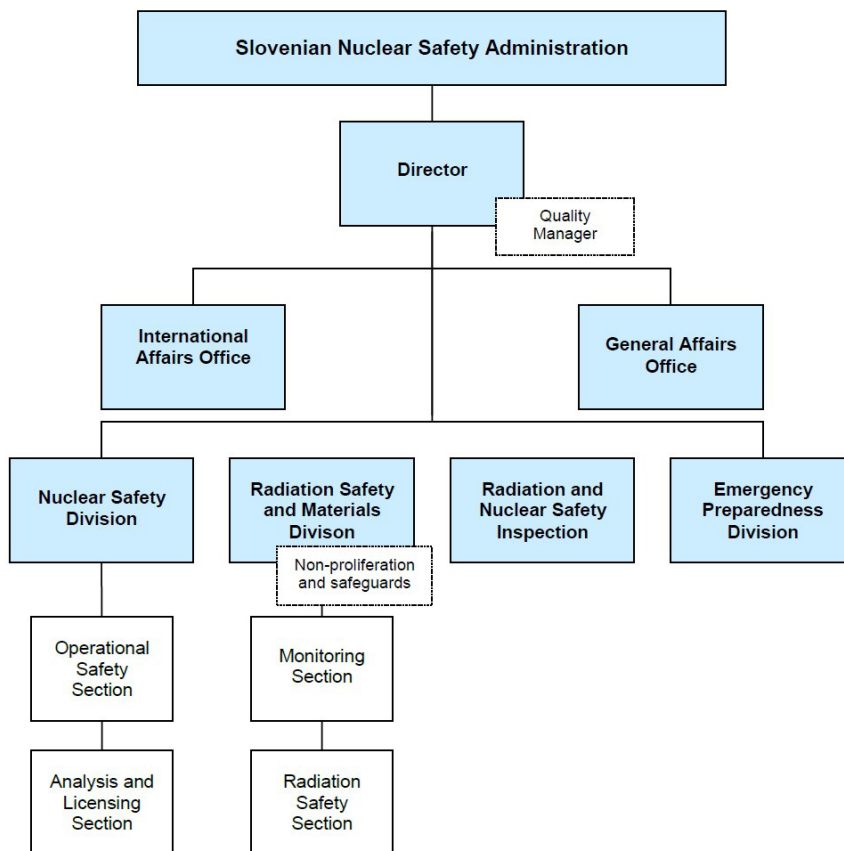 Slovenian Nuclear Safety Administration
Director
Quality
Manager
International
Affairs Office
General Affairs
Office
Nuclear Safety
Division
Radiation Safety
and Materials
Divison
Radiation and
Nuclear Safety
Inspection
Emergency
Preparedness
Division
Non-proliferation
and safeguards
Operational
Safety
Section
Monitoring
Section
Analysis and
Licensing
Section
Radiation
Safety
Section